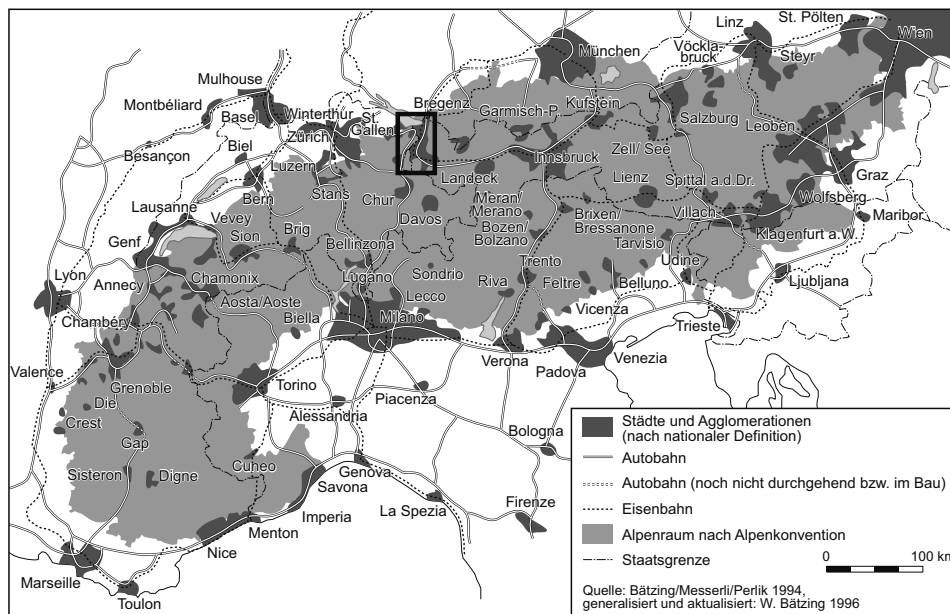 Linz
St. Pölten
Wien
München
Vöckla-
bruck
Steyr
Mulhouse
Montbéliard
Basel
Winterthur
Zürich
St.
Gallen
Bregenz
Garmisch-P.
Kufstein
Salzburg
Leoben
Besançon
Biel
Luzern
Bern
Stans
Chur
Landeck
Innsbruck
Zell/ See
Lienz
Spittal a.d.Dr.
Graz
Wolfsberg
Lausanne
Vevey
Sion
Brig
Davos
Meran/
Merano
Bozen/
Bolzano
Brixen/
Bressanone
Villach
Maribor
Klagenfurt a.W.
Tarvisio
Genf
Bellinzona
Lyon
Annecy
Chamonix
Lugano
Sondrio
Trento
Udine
Ljubljana
Aosta/Aoste
Lecco
Riva
Feltre
Belluno
Chambéry
Biella
Milano
Vicenza
Trieste
Valence
Grenoble
Torino
Verona
Padova
Venezia
Die
Crest
Alessandria
Piacenza
Gap
Bologna
Sisteron
Digne
Cuneo
Genova
Savona
Imperia
La Spezia
Firenze
Menton
Nice
Marseille
Toulon
Städte und Agglomerationen
(nach nationaler Definition)
Autobahn
Autobahn (noch nicht durchgehend bzw. im Bau)
Eisenbahn
Alpenraum nach Alpenkonvention
Staatsgrenze
0 100 km
Quelle: Bätzing/Messerli/Perlik 1994,
generalisiert und aktualisiert: W. Bätzing 1996